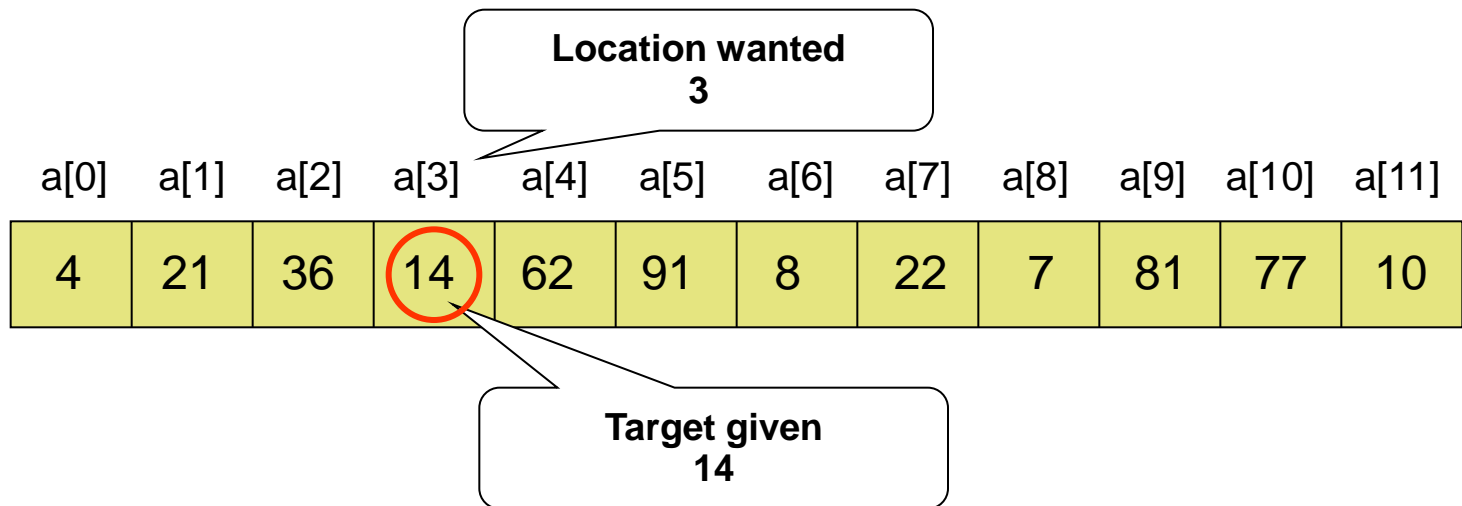 Location wanted
3
a[0] a[1] a[2] a[3] a[4] a[5] a[6] a[7] a[8] a[9] a[10] a[11]
4 21 36 14 62 91 8 22 7 81 77 10
Target given
14